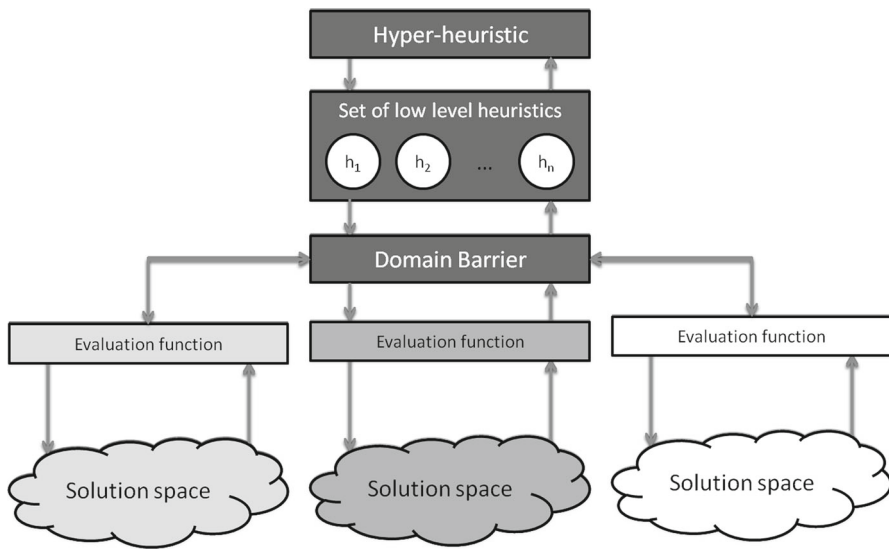 Hyper-heuristic
Set of low level heuristics
h1 h2 ... hn
Domain Barrier
Evaluation function
Evaluation function
Evaluation function
Solution space
Solution space
Solution space